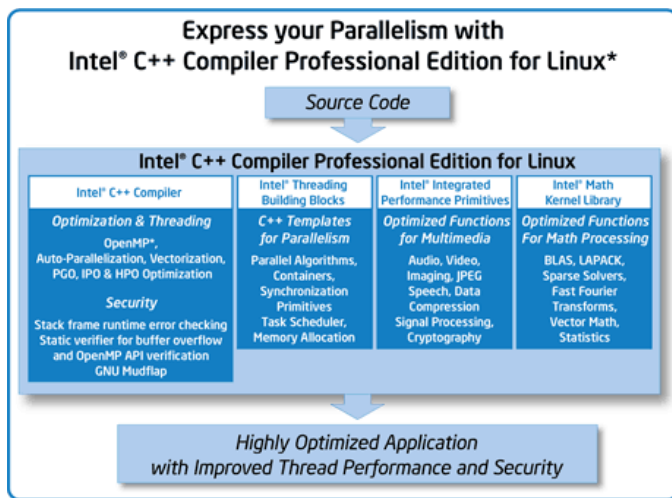 Express your Parallelism with
Intel® C++ Compiler Professional Edition for Linux*
Source Code
Intel® C++ Compiler Professional Edition for Linux
Intel® C++ Compiler
Optimization & Threading
OpenMP*,
Auto-Parallelization, Vectorization,
PGO, IPO & HPO Optimization
Security
Stack frame runtime error checking
Static verifier for buffer overflow
and OpenMP API verification
GNU Mudflap
Intel® Threading
Building Blocks
C++ Templates
for Parallelism
Parallel Algorithms,
Containers,
Synchronization
Primitives
Task Scheduler,
Memory Allocation
Intel® Integrated
Performance Primitives
Optimized Functions
for Multimedia
Audio, Video,
Imaging, JPEG
Speech, Data
Compression
Signal Processing,
Cryptography
Intel® Math
Kernel Library
Optimized Functions
For Math Processing
BLAS, LAPACK,
Sparse Solvers,
Fast Fourier
Transforms,
Vector Math,
Statistics
Highly Optimized Application
with Improved Thread Performance and Security